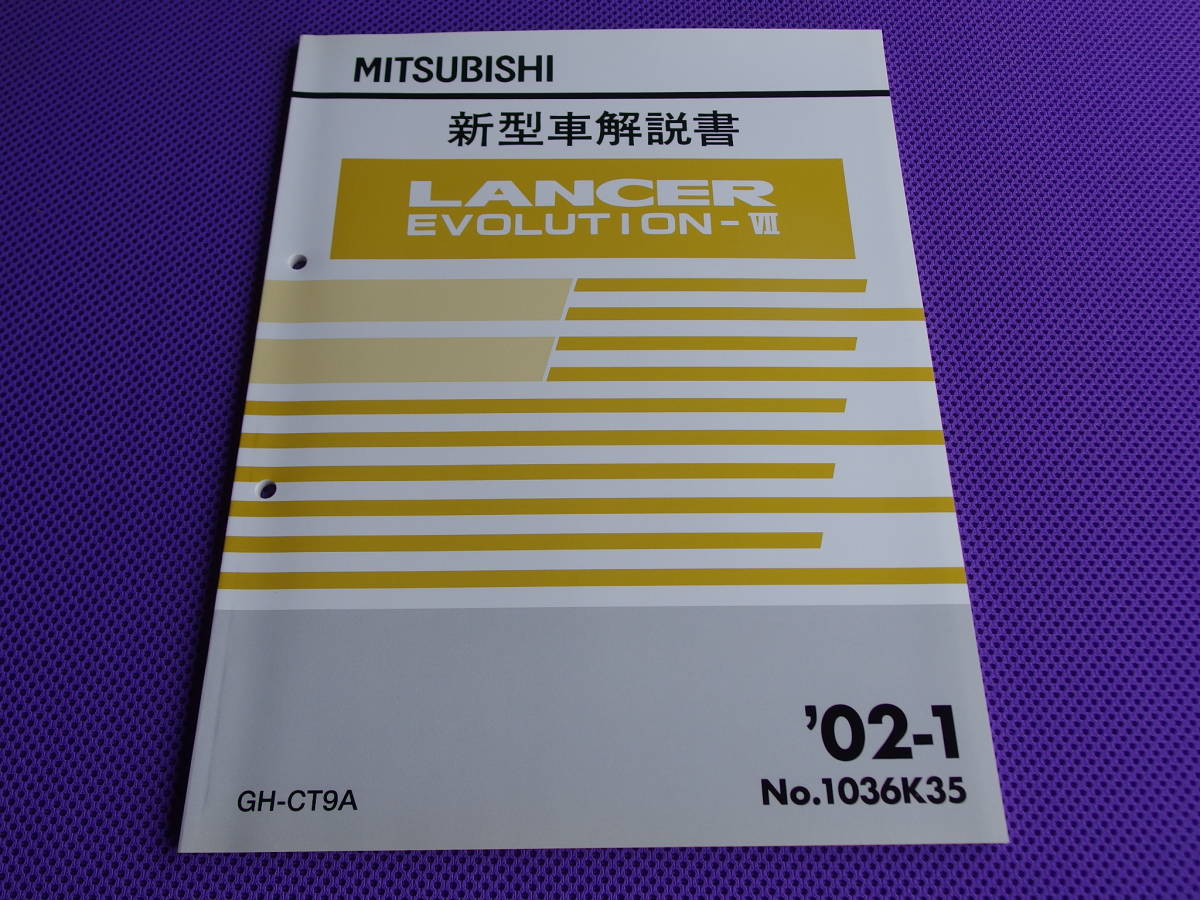 MITSUBISHI
新型車解説書
LANCER
EVOLUTION-Ⅶ
'02-1
No.1036K35
GH-CT9A